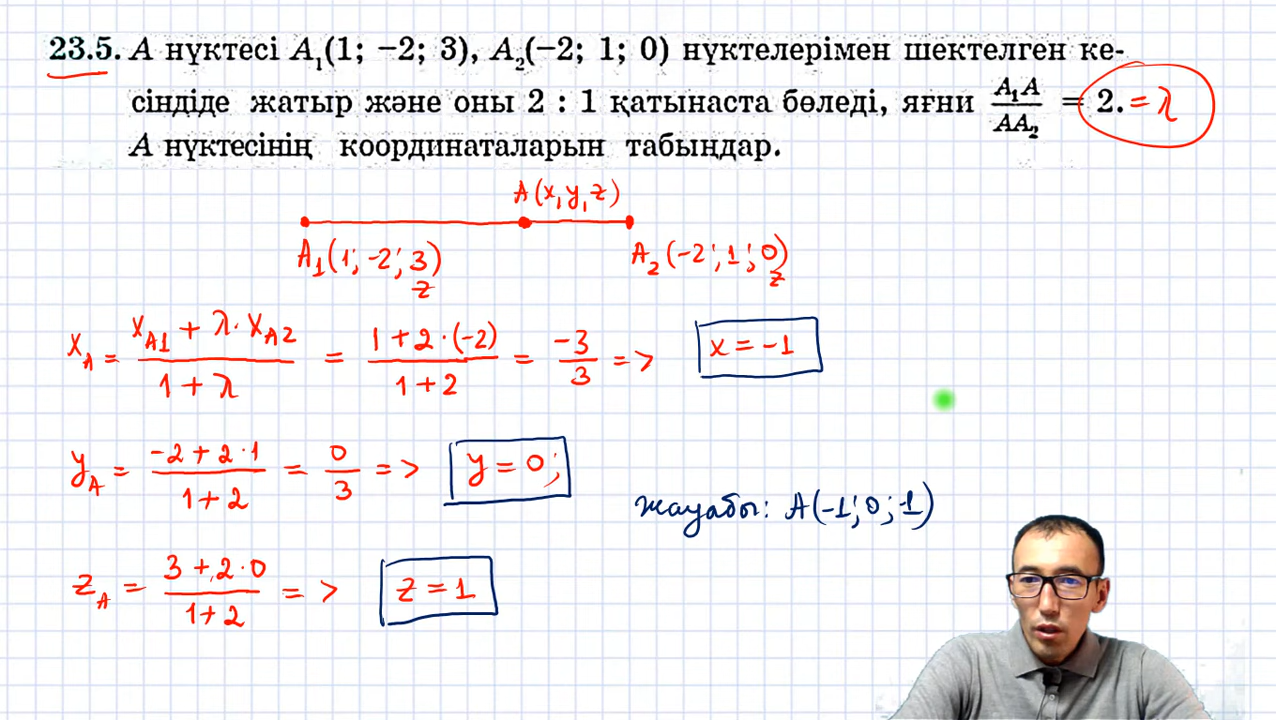 23.5. A нүктесі A₁(1; −2; 3), A₂(−2; 1; 0) нүктелерімен шектелген ке-
сіндіде жатыр және оны 2 : 1 қатынаста бөледі, яғни A₁A/AA₂ = 2. = λ
A нүктесінің координаталарын табыңдар.
A(x, y, z)
A₁(1; -2; 3) A₂(-2; 1; 0)
z z
x_A = (x_A1 + λ · x_A2)/(1 + λ) = (1 + 2 · (-2))/(1 + 2) = -3/3 => x = -1
y_A = (-2 + 2 · 1)/(1 + 2) = 0/3 => y = 0;
жауабы: A(-1; 0; 1)
z_A = (3 + 2 · 0)/(1 + 2) => z = 1